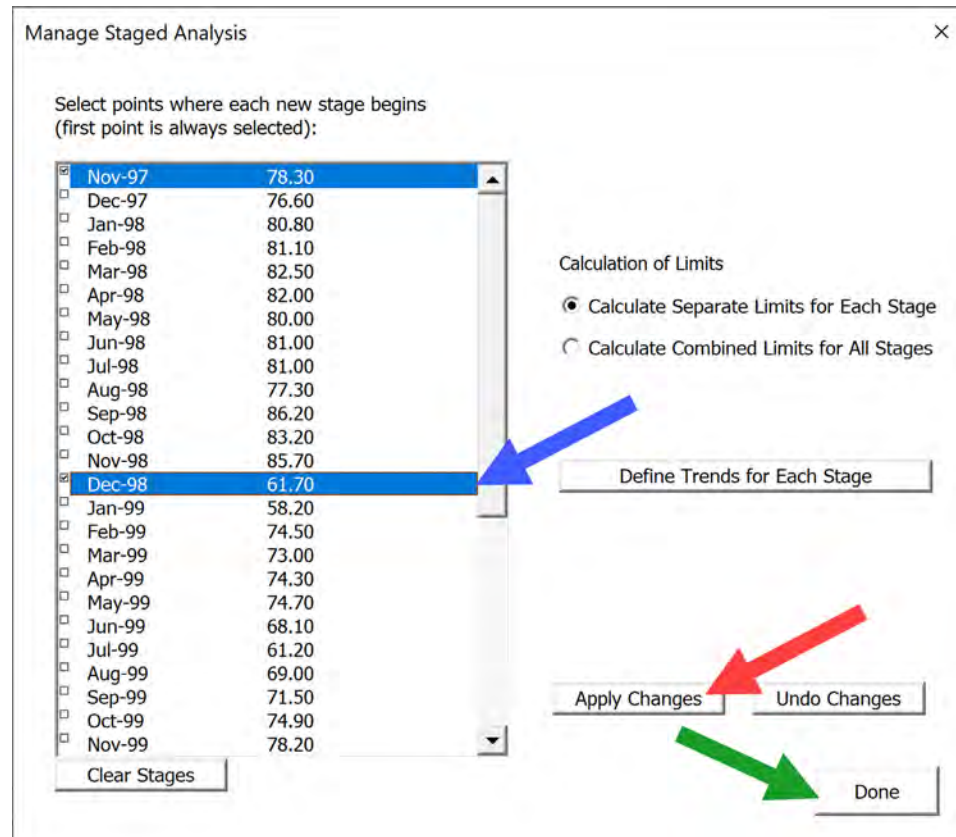 Manage Staged Analysis
Select points where each new stage begins
(first point is always selected):
Nov-97 78.30
Dec-97 76.60
Jan-98 80.80
Feb-98 81.10
Mar-98 82.50
Apr-98 82.00
May-98 80.00
Jun-98 81.00
Jul-98 81.00
Aug-98 77.30
Sep-98 86.20
Oct-98 83.20
Nov-98 85.70
Dec-98 61.70
Jan-99 58.20
Feb-99 74.50
Mar-99 73.00
Apr-99 74.30
May-99 74.70
Jun-99 68.10
Jul-99 61.20
Aug-99 69.00
Sep-99 71.50
Oct-99 74.90
Nov-99 78.20
Clear Stages
Calculation of Limits
Calculate Separate Limits for Each Stage
Calculate Combined Limits for All Stages
Define Trends for Each Stage
Apply Changes
Undo Changes
Done